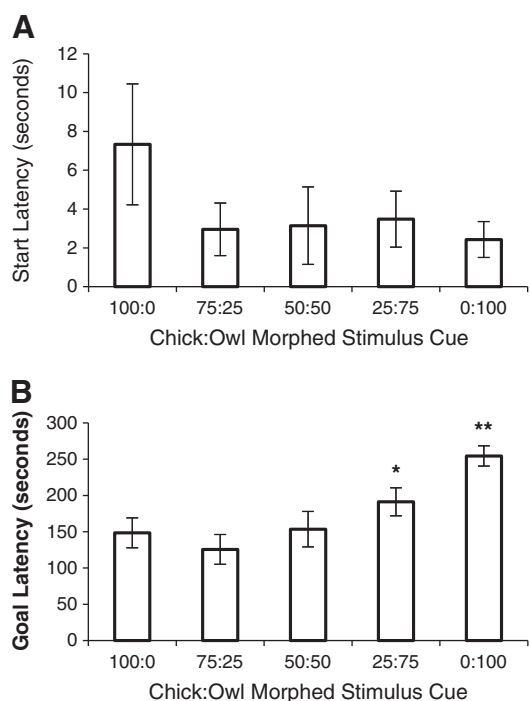 A
Start Latency (seconds)
12
10
8
6
4
2
0
100:0 75:25 50:50 25:75 0:100
Chick:Owl Morphed Stimulus Cue
B
Goal Latency (seconds)
300
250
200
150
100
50
0
* **
100:0 75:25 50:50 25:75 0:100
Chick:Owl Morphed Stimulus Cue